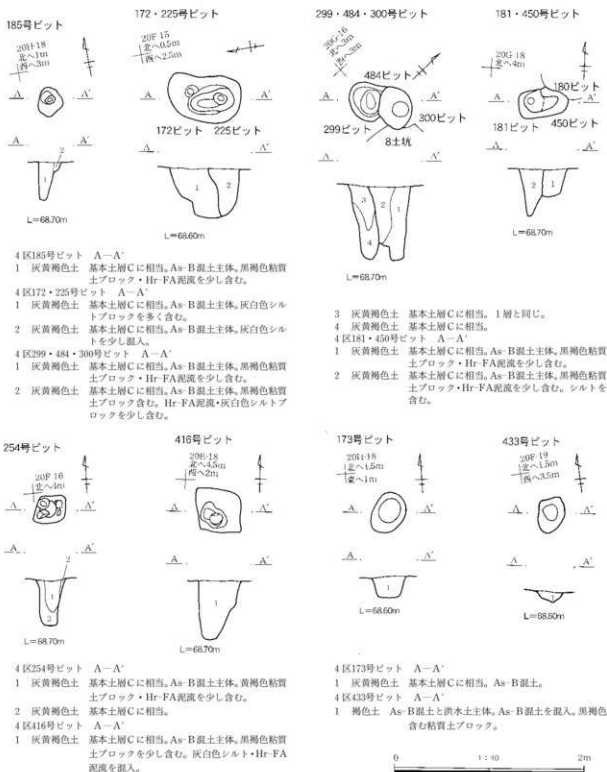 185号ピット
20H-18
北へ1m
西へ3m
A A'
A A'
2
1
L=68.70m
172・225号ピット
20F-15
北へ0.5m
西へ2.5m
A A'
172ピット 225ピット
A A'
1 2
L=68.60m
299・484・300号ピット
20G-16
北へ3m
西へ3m
484ピット
A A'
299ピット 300ピット
8土坑
A A'
3 2 1
4
L=68.70m
181・450号ピット
20G-18
北へ4m
180ピット
A A'
181ピット 450ピット
A A'
2 1
L=68.70m
4区185号ピット A―A'
1 灰黄褐色土 基本土層Cに相当。As-B混土主体。黒褐色粘質
土ブロック・Hr-FA泥流を少し含む。
4区172・225号ピット A―A'
1 灰黄褐色土 基本土層Cに相当。As-B混土主体。灰白色シル
トブロックを多く含む。
2 灰黄褐色土 基本土層Cに相当。As-B混土主体。灰白色シル
トを少し混入。
4区299・484・300号ピット A―A'
1 灰黄褐色土 基本土層Cに相当。As-B混土主体。黒褐色粘質
土ブロック・Hr-FA泥流を少し含む。
2 灰黄褐色土 基本土層Cに相当。As-B混土主体。黒褐色粘質
土ブロック含む。Hr-FA泥流・灰白色シルトブ
ロックを少し含む。
3 灰黄褐色土 基本土層Cに相当。1層と同じ。
4 灰黄褐色土 基本土層Cに相当。
4区181・450号ピット A―A'
1 灰黄褐色土 基本土層Cに相当。As-B混土主体。黒褐色粘質
土ブロック・Hr-FA泥流を少し含む。
2 灰黄褐色土 基本土層Cに相当。As-B混土主体。黒褐色粘質
土ブロック・Hr-FA泥流を少し含む。シルトを
含む。
254号ピット
20F-16
北へ4m
A A'
A A'
2
1
2
L=68.70m
416号ピット
20H-18
北へ4.5m
西へ2m
A A'
A A'
1
L=68.70m
173号ピット
20H-18
北へ1.5m
東へ1m
A A'
A A'
1
L=68.60m
433号ピット
20F-19
北へ1.5m
西へ3.5m
A A'
A A'
1
L=68.60m
4区254号ピット A―A'
1 灰黄褐色土 基本土層Cに相当。As-B混土主体。黄褐色粘質
土ブロック・Hr-FA泥流を少し含む。
2 灰黄褐色土 基本土層Cに相当。
4区416号ピット A―A'
1 灰黄褐色土 基本土層Cに相当。As-B混土主体。黒褐色粘質
土ブロックを少し含む。灰白色シルト・Hr-FA
泥流を混入。
4区173号ピット A―A'
1 灰黄褐色土 基本土層Cに相当。As-B混土。
4区433号ピット A―A'
1 褐色土 As-B混土と洪水土主体。As-B混土を混入。黒褐色
含む粘質土ブロック。
0 1:40 2m